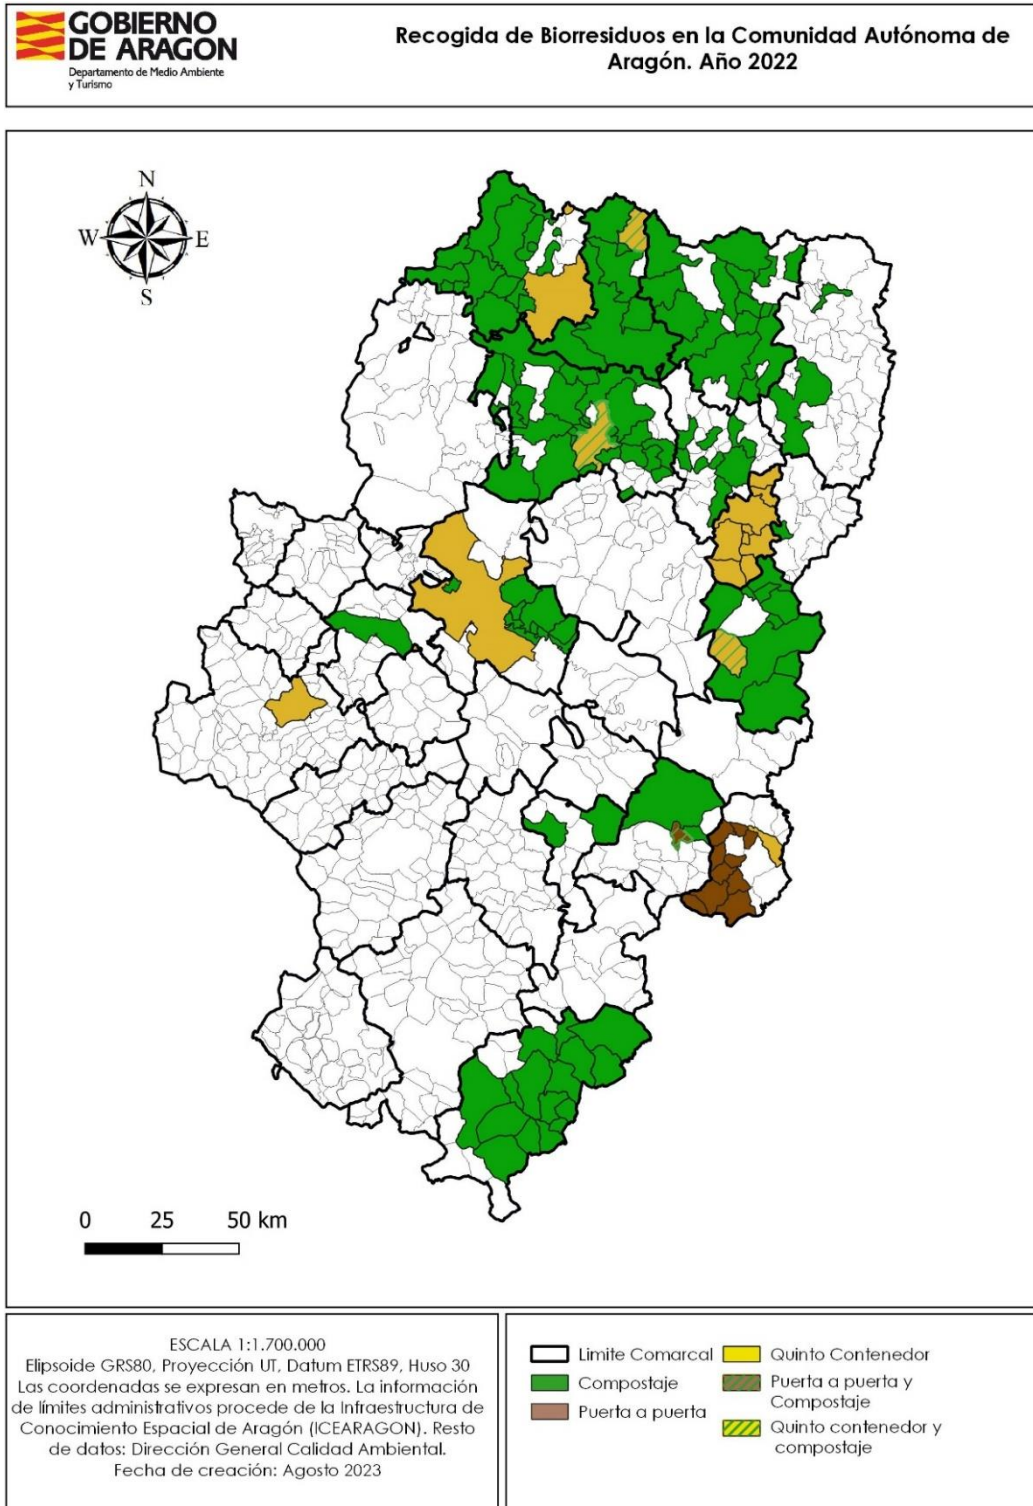 GOBIERNO
DE ARAGON
Departamento de Medio Ambiente
y Turismo
Recogida de Biorresiduos en la Comunidad Autónoma de
Aragón. Año 2022
N
W E
S
0 25 50 km
ESCALA 1:1.700.000
Elipsoide GRS80, Proyección UT, Datum ETRS89, Huso 30
Las coordenadas se expresan en metros. La información
de límites administrativos procede de la Infraestructura de
Conocimiento Espacial de Aragón (ICEARAGON). Resto
de datos: Dirección General Calidad Ambiental.
Fecha de creación: Agosto 2023
Limite Comarcal
Compostaje
Puerta a puerta
Quinto Contenedor
Puerta a puerta y
Compostaje
Quinto contenedor y
compostaje